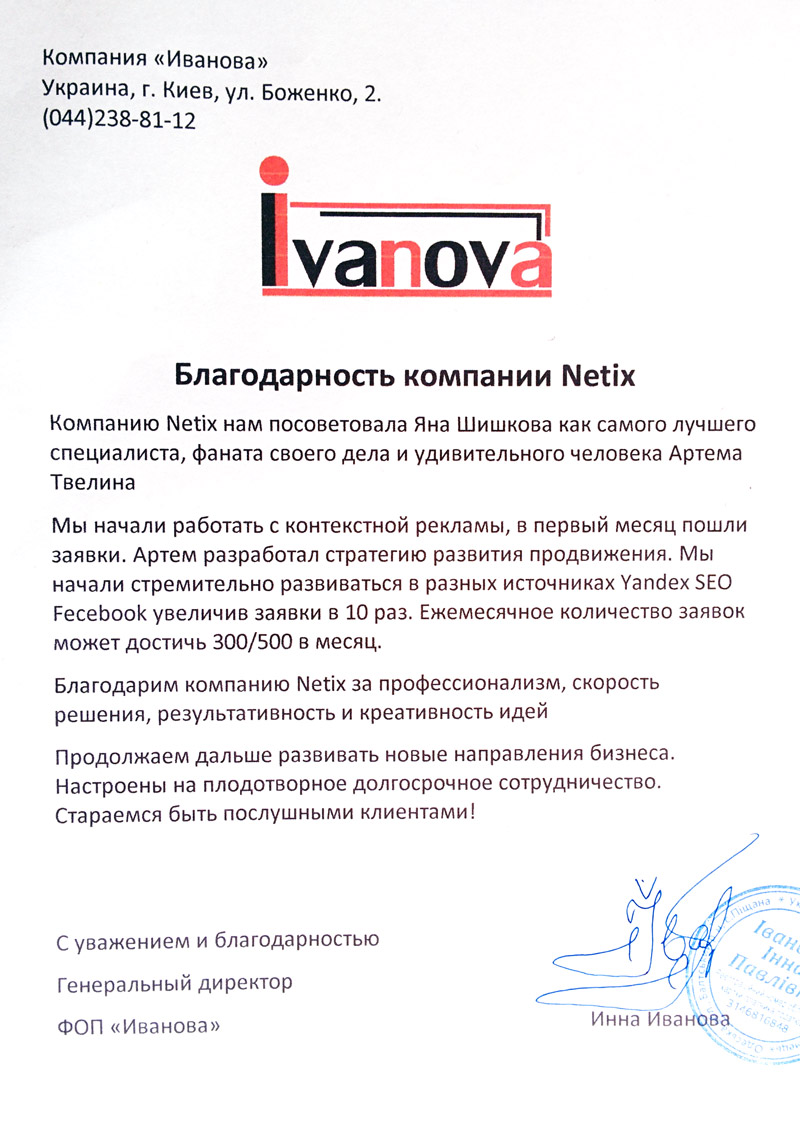 Компания «Иванова»
Украина, г. Киев, ул. Боженко, 2.
(044)238-81-12
ivanova
Благодарность компании Netix
Компанию Netix нам посоветовала Яна Шишкова как самого лучшего
специалиста, фаната своего дела и удивительного человека Артема
Твелина
Мы начали работать с контекстной рекламы, в первый месяц пошли
заявки. Артем разработал стратегию развития продвижения. Мы
начали стремительно развиваться в разных источниках Yandex SEO
Fecebook увеличив заявки в 10 раз. Ежемесячное количество заявок
может достичь 300/500 в месяц.
Благодарим компанию Netix за профессионализм, скорость
решения, результативность и креативность идей
Продолжаем дальше развивать новые направления бизнеса.
Настроены на плодотворное долгосрочное сотрудничество.
Стараемся быть послушными клиентами!
С уважением и благодарностью
Генеральный директор
ФОП «Иванова»
Инна Иванова
Піщана
Іван
Інна
Павлів
3146810848